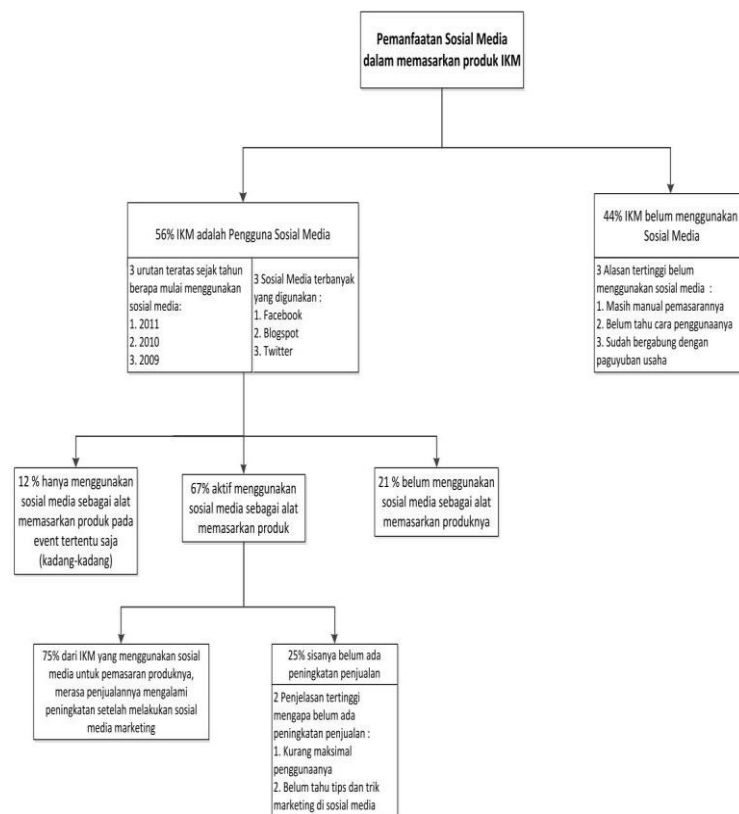 Pemanfaatan Sosial Media
dalam memasarkan produk IKM
56% IKM adalah Pengguna Sosial Media
3 urutan teratas sejak tahun
berapa mulai menggunakan
sosial media:
1. 2011
2. 2010
3. 2009
3 Sosial Media terbanyak
yang digunakan :
1. Facebook
2. Blogspot
3. Twitter
44% IKM belum menggunakan
Sosial Media
3 Alasan tertinggi belum
menggunakan sosial media :
1. Masih manual pemasarannya
2. Belum tahu cara penggunaanya
3. Sudah bergabung dengan
paguyuban usaha
12 % hanya menggunakan
sosial media sebagai alat
memasarkan produk pada
event tertentu saja
(kadang-kadang)
67% aktif menggunakan
sosial media sebagai alat
memasarkan produk
21 % belum menggunakan
sosial media sebagai alat
memasarkan produknya
75% dari IKM yang menggunakan sosial
media untuk pemasaran produknya,
merasa penjualannya mengalami
peningkatan setelah melakukan sosial
media marketing
25% sisanya belum ada
peningkatan penjualan
2 Penjelasan tertinggi
mengapa belum ada
peningkatan penjualan :
1. Kurang maksimal
penggunaanya
2. Belum tahu tips dan trik
marketing di sosial media